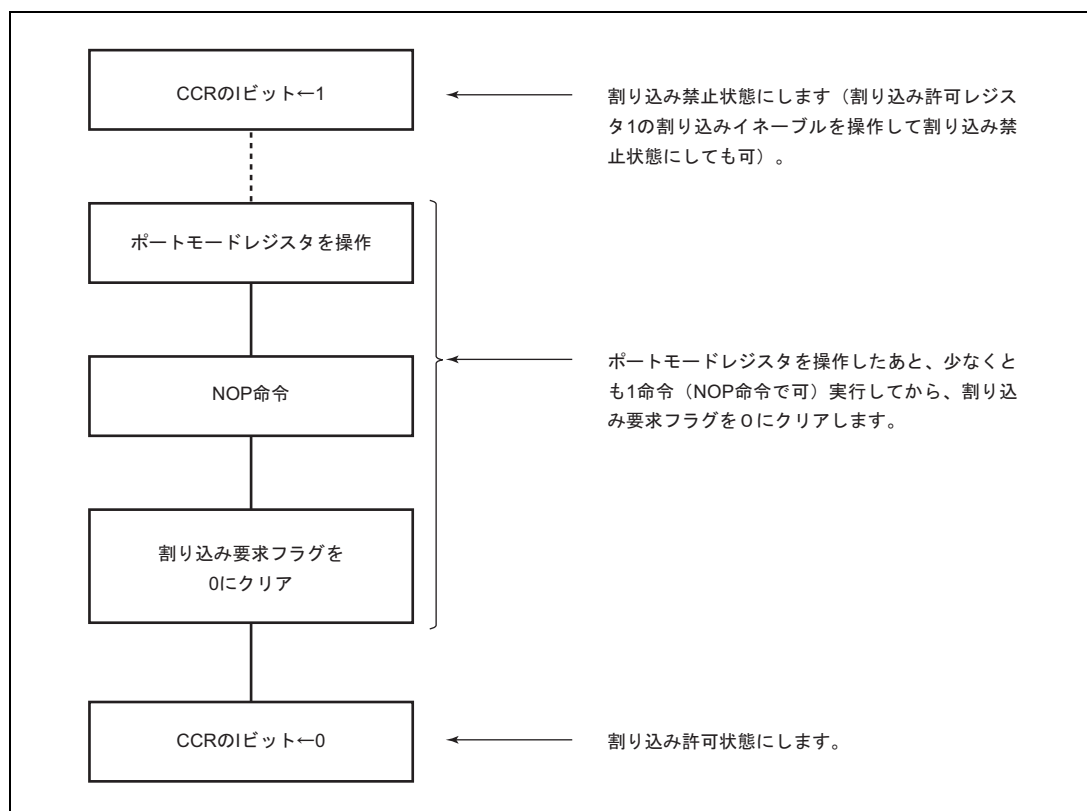 CCRのIビット←1
割り込み禁止状態にします（割り込み許可レジス
タ1の割り込みイネーブルを操作して割り込み禁
止状態にしても可）。
ポートモードレジスタを操作
NOP命令
ポートモードレジスタを操作したあと、少なくと
も1命令（NOP命令で可）実行してから、割り込
み要求フラグを０にクリアします。
割り込み要求フラグを
0にクリア
CCRのIビット←0
割り込み許可状態にします。